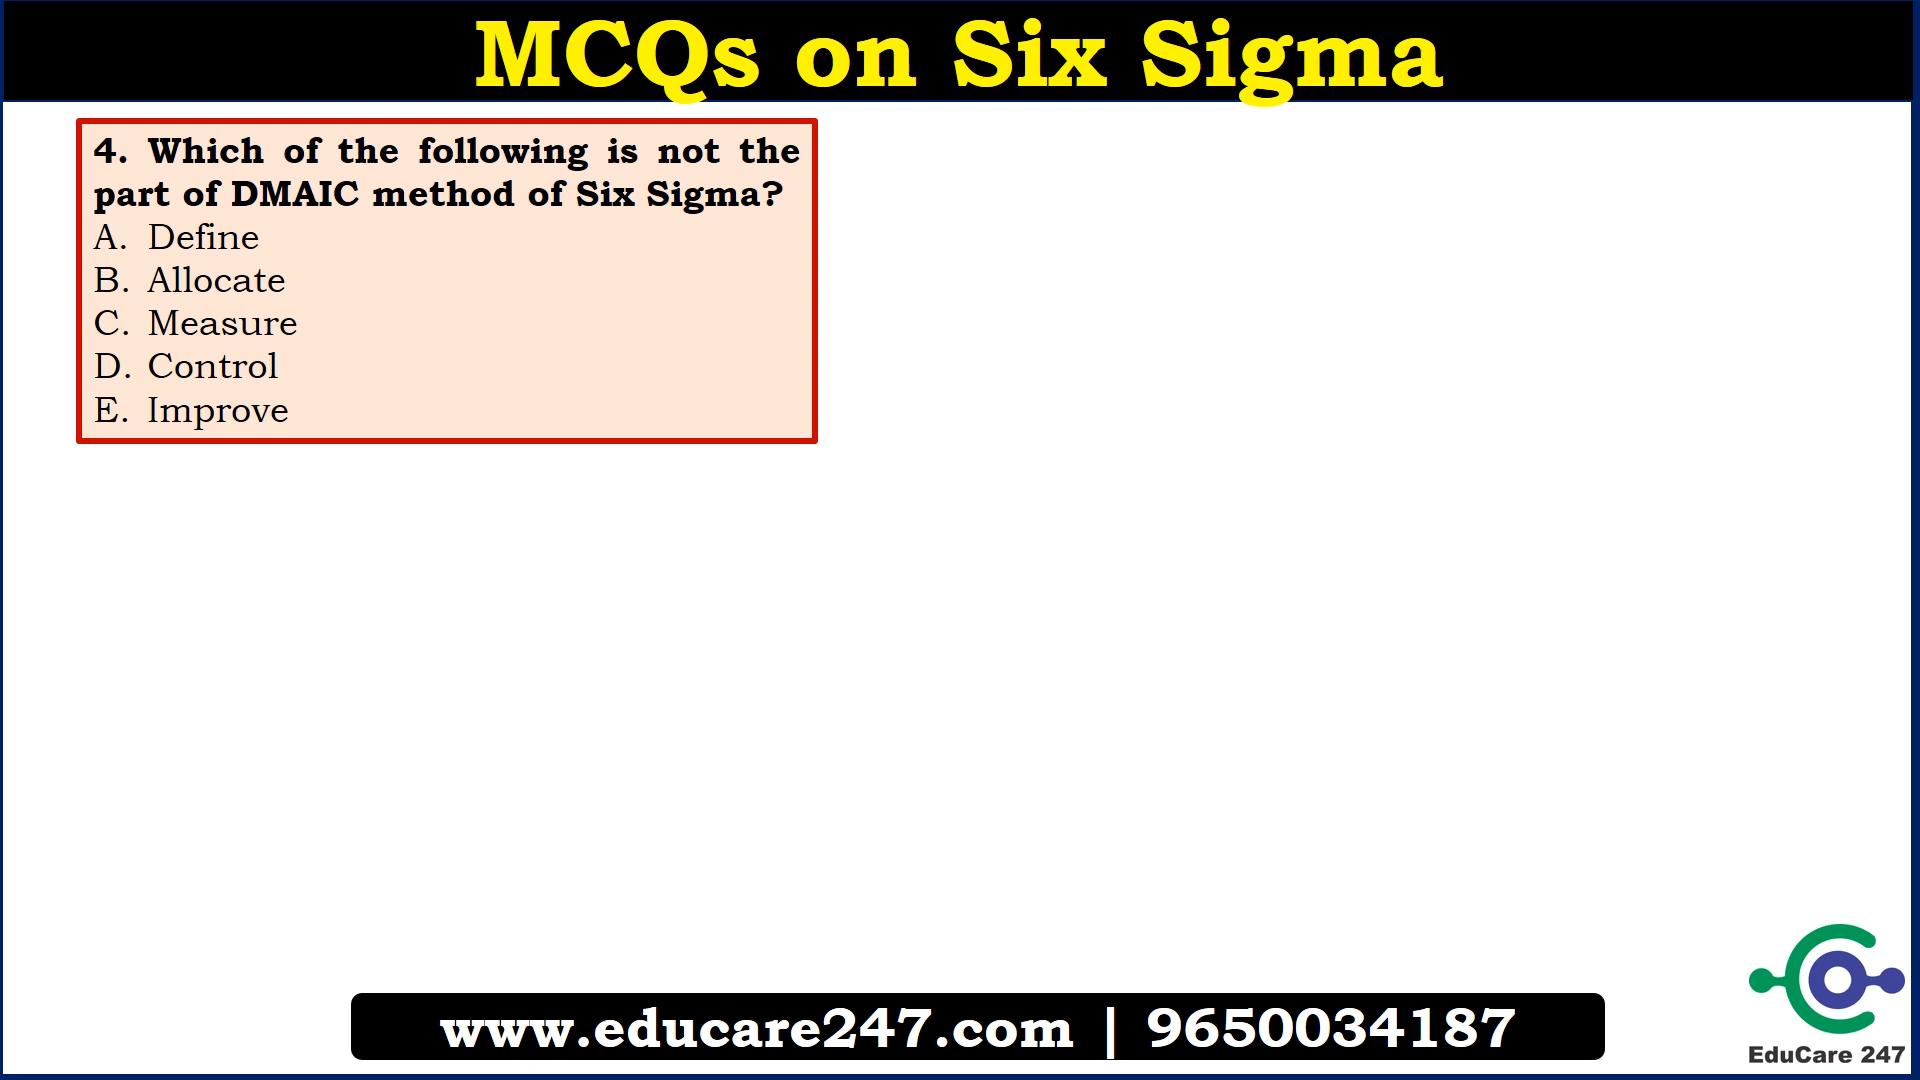 MCQs on Six Sigma
4. Which of the following is not the
part of DMAIC method of Six Sigma?
A. Define
B. Allocate
C. Measure
D. Control
E. Improve
www.educare247.com | 9650034187
EduCare 247